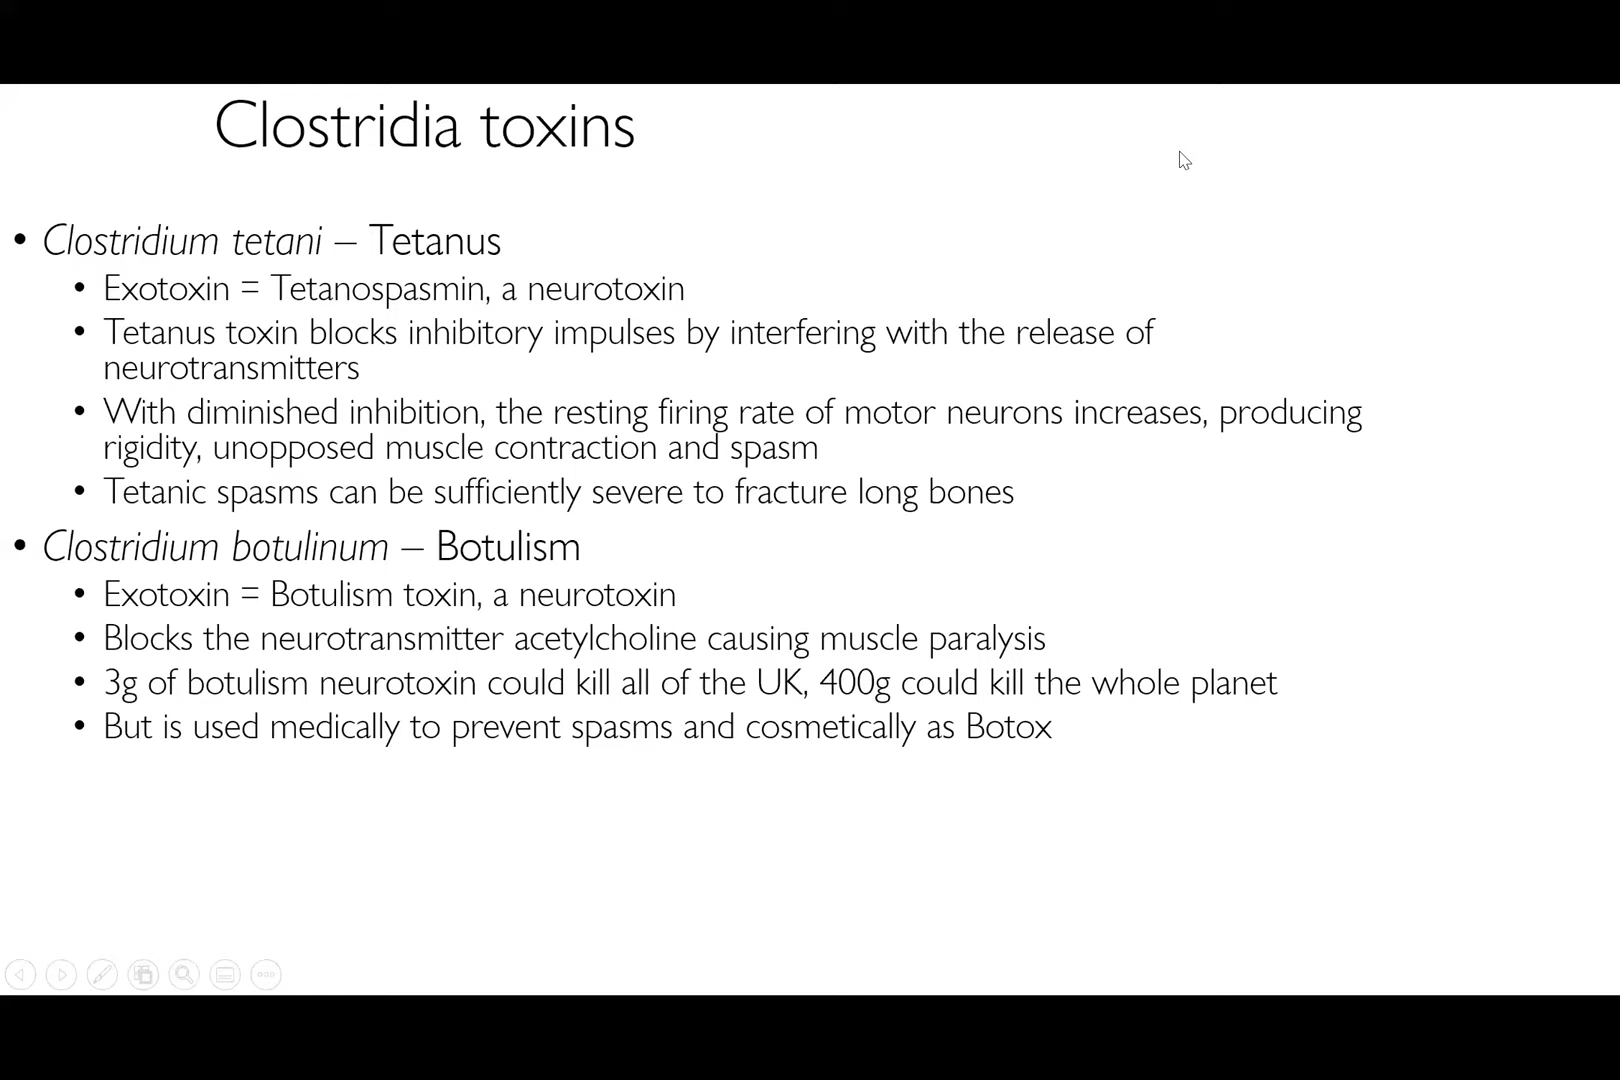 Clostridia toxins
• Clostridium tetani – Tetanus
• Exotoxin = Tetanospasmin, a neurotoxin
• Tetanus toxin blocks inhibitory impulses by interfering with the release of
neurotransmitters
• With diminished inhibition, the resting firing rate of motor neurons increases, producing
rigidity, unopposed muscle contraction and spasm
• Tetanic spasms can be sufficiently severe to fracture long bones
• Clostridium botulinum – Botulism
• Exotoxin = Botulism toxin, a neurotoxin
• Blocks the neurotransmitter acetylcholine causing muscle paralysis
• 3g of botulism neurotoxin could kill all of the UK, 400g could kill the whole planet
• But is used medically to prevent spasms and cosmetically as Botox